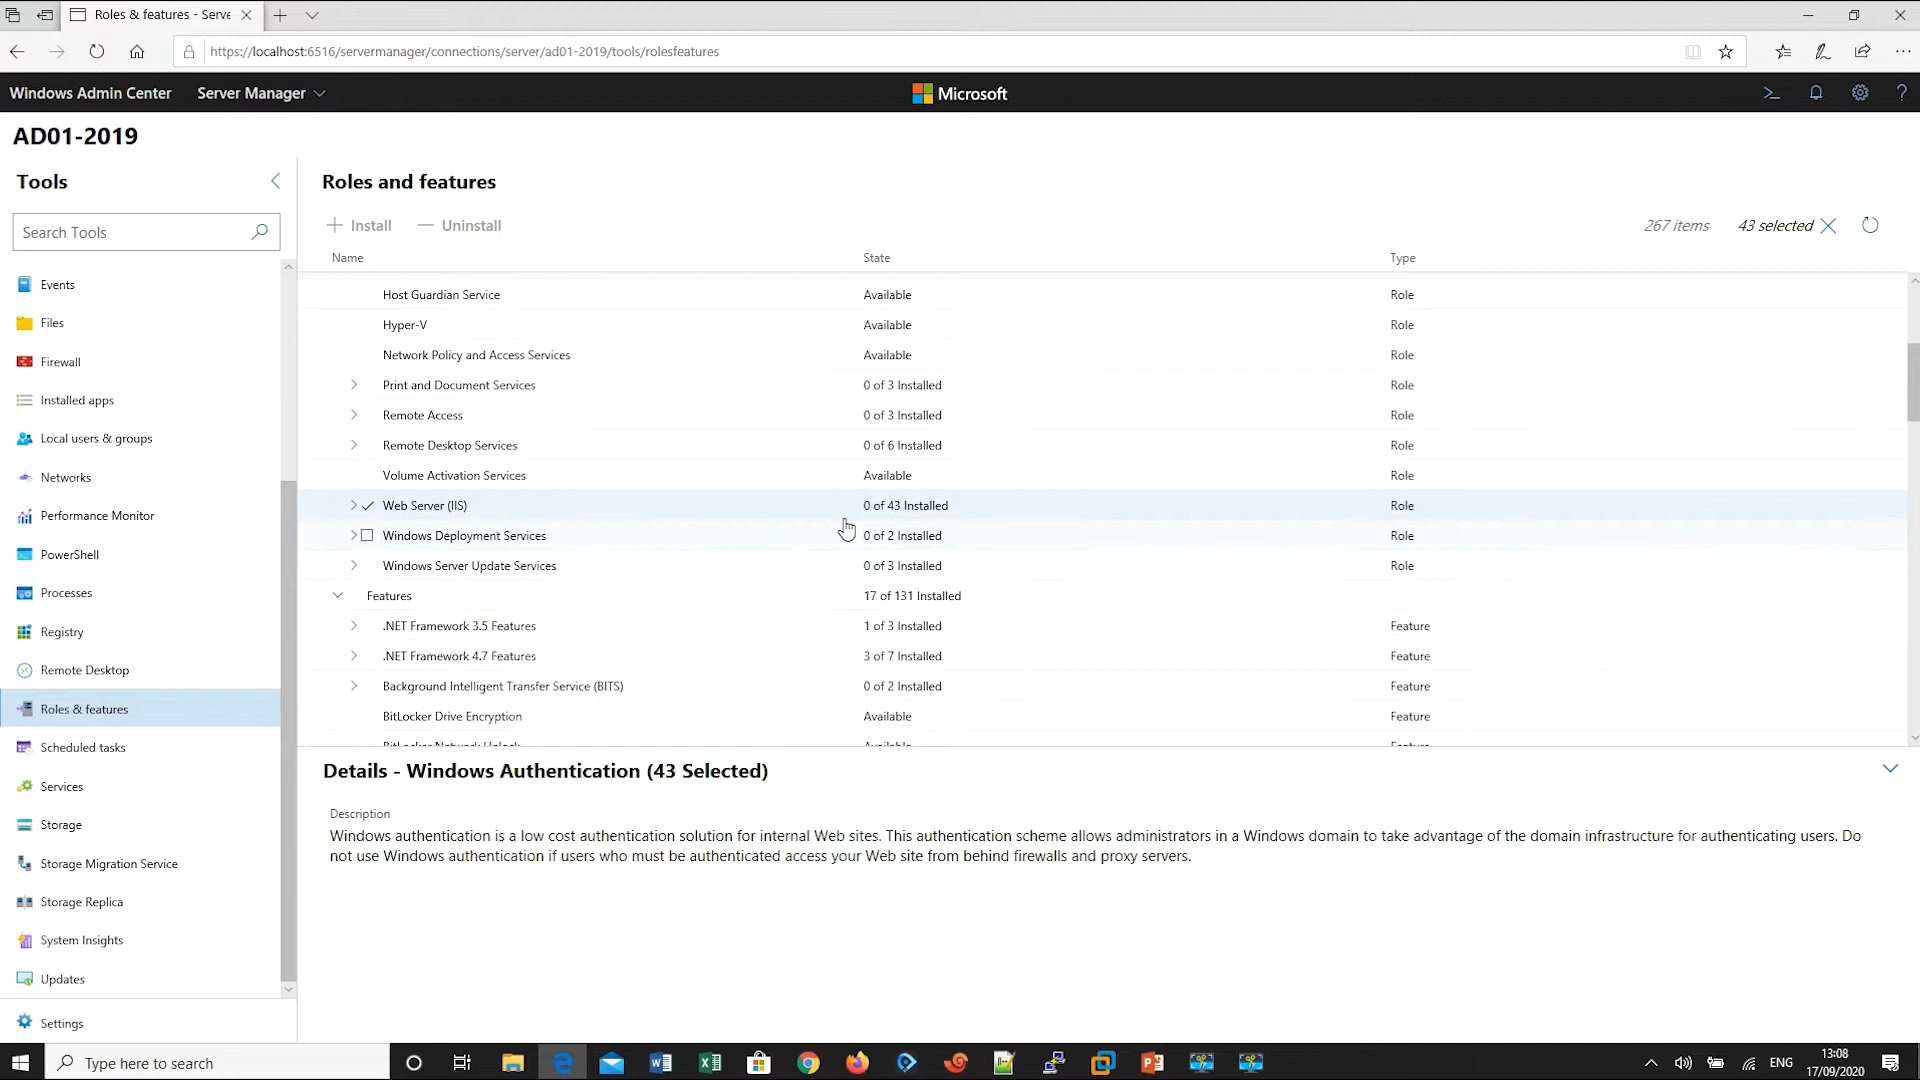 Roles & features - Serve
https://localhost:6516/servermanager/connections/server/ad01-2019/tools/rolesfeatures
Windows Admin Center
Server Manager
Microsoft
AD01-2019
Tools
Search Tools
Events
Files
Firewall
Installed apps
Local users & groups
Networks
Performance Monitor
PowerShell
Processes
Registry
Remote Desktop
Roles & features
Scheduled tasks
Services
Storage
Storage Migration Service
Storage Replica
System Insights
Updates
Settings
Roles and features
Install Uninstall 267 items 43 selected
Name State Type
Host Guardian Service Available Role
Hyper-V Available Role
Network Policy and Access Services Available Role
Print and Document Services 0 of 3 Installed Role
Remote Access 0 of 3 Installed Role
Remote Desktop Services 0 of 6 Installed Role
Volume Activation Services Available Role
Web Server (IIS) 0 of 43 Installed Role
Windows Deployment Services 0 of 2 Installed Role
Windows Server Update Services 0 of 3 Installed Role
Features 17 of 131 Installed
.NET Framework 3.5 Features 1 of 3 Installed Feature
.NET Framework 4.7 Features 3 of 7 Installed Feature
Background Intelligent Transfer Service (BITS) 0 of 2 Installed Feature
BitLocker Drive Encryption Available Feature
BitLocker Network Unlock Available Feature
Details - Windows Authentication (43 Selected)
Description
Windows authentication is a low cost authentication solution for internal Web sites. This authentication scheme allows administrators in a Windows domain to take advantage of the domain infrastructure for authenticating users. Do
not use Windows authentication if users who must be authenticated access your Web site from behind firewalls and proxy servers.
Type here to search
ENG
13:08
17/09/2020